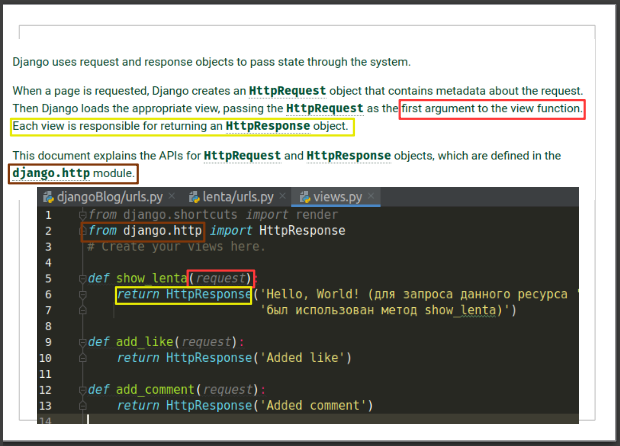 Django uses request and response objects to pass state through the system.
When a page is requested, Django creates an HttpRequest object that contains metadata about the request.
Then Django loads the appropriate view, passing the HttpRequest as the first argument to the view function.
Each view is responsible for returning an HttpResponse object.
This document explains the APIs for HttpRequest and HttpResponse objects, which are defined in the
django.http module.
djangoBlog/urls.py × lenta/urls.py × views.py ×
1 from django.shortcuts import render
2 from django.http import HttpResponse
3 # Create your views here.
4
5 def show_lenta(request):
6 return HttpResponse('Hello, World! (для запроса данного ресурса '
7 'был использован метод show_lenta)')
8
9 def add_like(request):
10 return HttpResponse('Added like')
11
12 def add_comment(request):
13 return HttpResponse('Added comment')
14